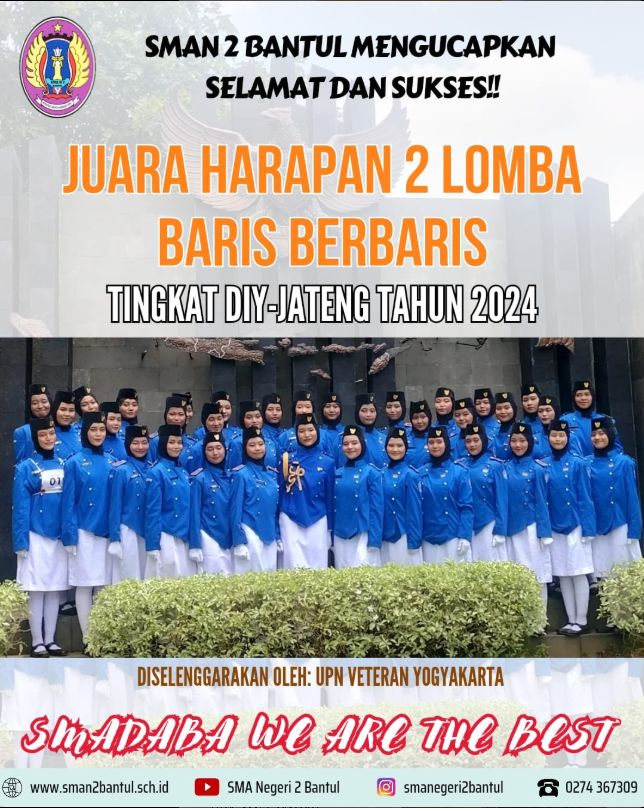 SMAN 2 BANTUL MENGUCAPKAN
SELAMAT DAN SUKSES!!
JUARA HARAPAN 2 LOMBA
BARIS BERBARIS
TINGKAT DIY-JATENG TAHUN 2024
01
DISELENGGARAKAN OLEH: UPN VETERAN YOGYAKARTA
SMADABA WE ARE THE BEST
www.sman2bantul.sch.id SMA Negeri 2 Bantul smanegeri2bantul 0274 367309